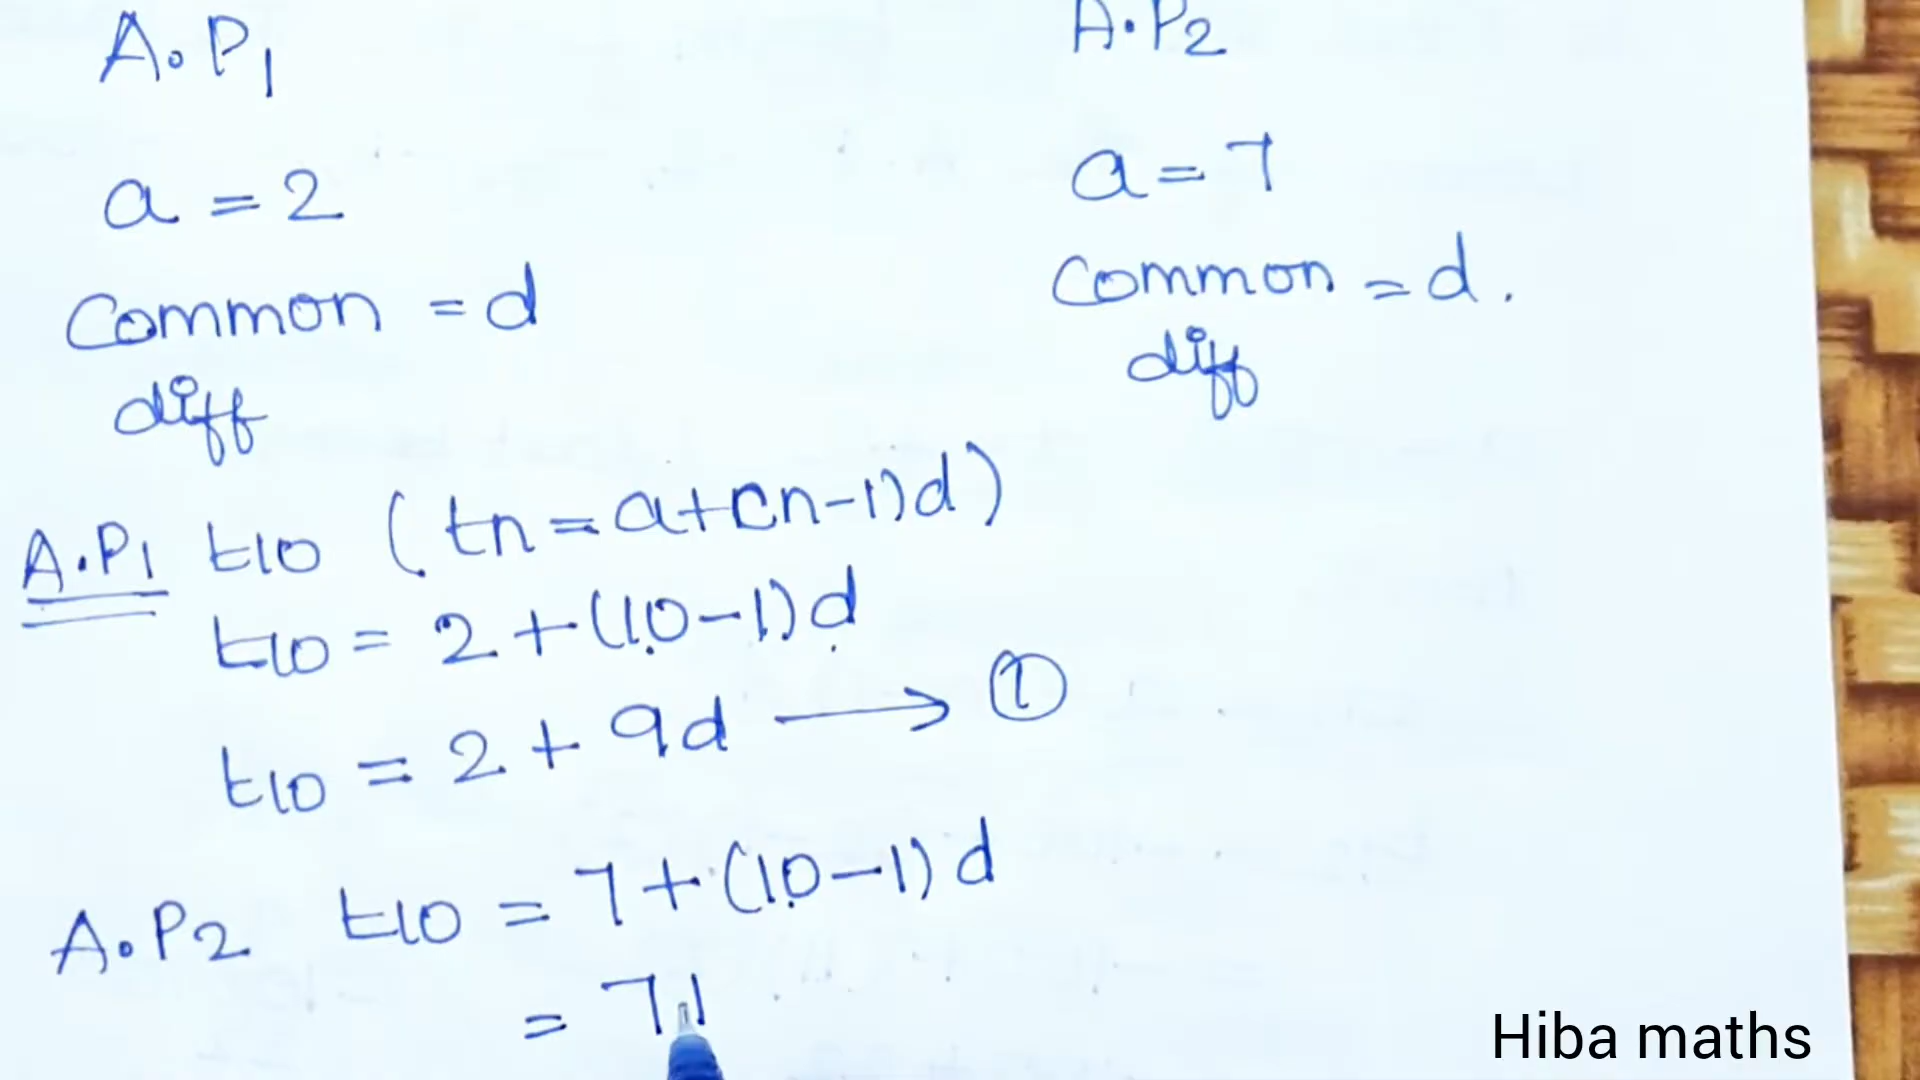 A.P1
A.P2
a = 2
a = 7
Common = d
diff
Common = d.
diff
A.P1 t10 (tn = a+(n-1)d)
t10 = 2+(10-1)d
t10 = 2 + 9d → ①
A.P2 t10 = 7+(10-1)d
= 7
Hiba maths